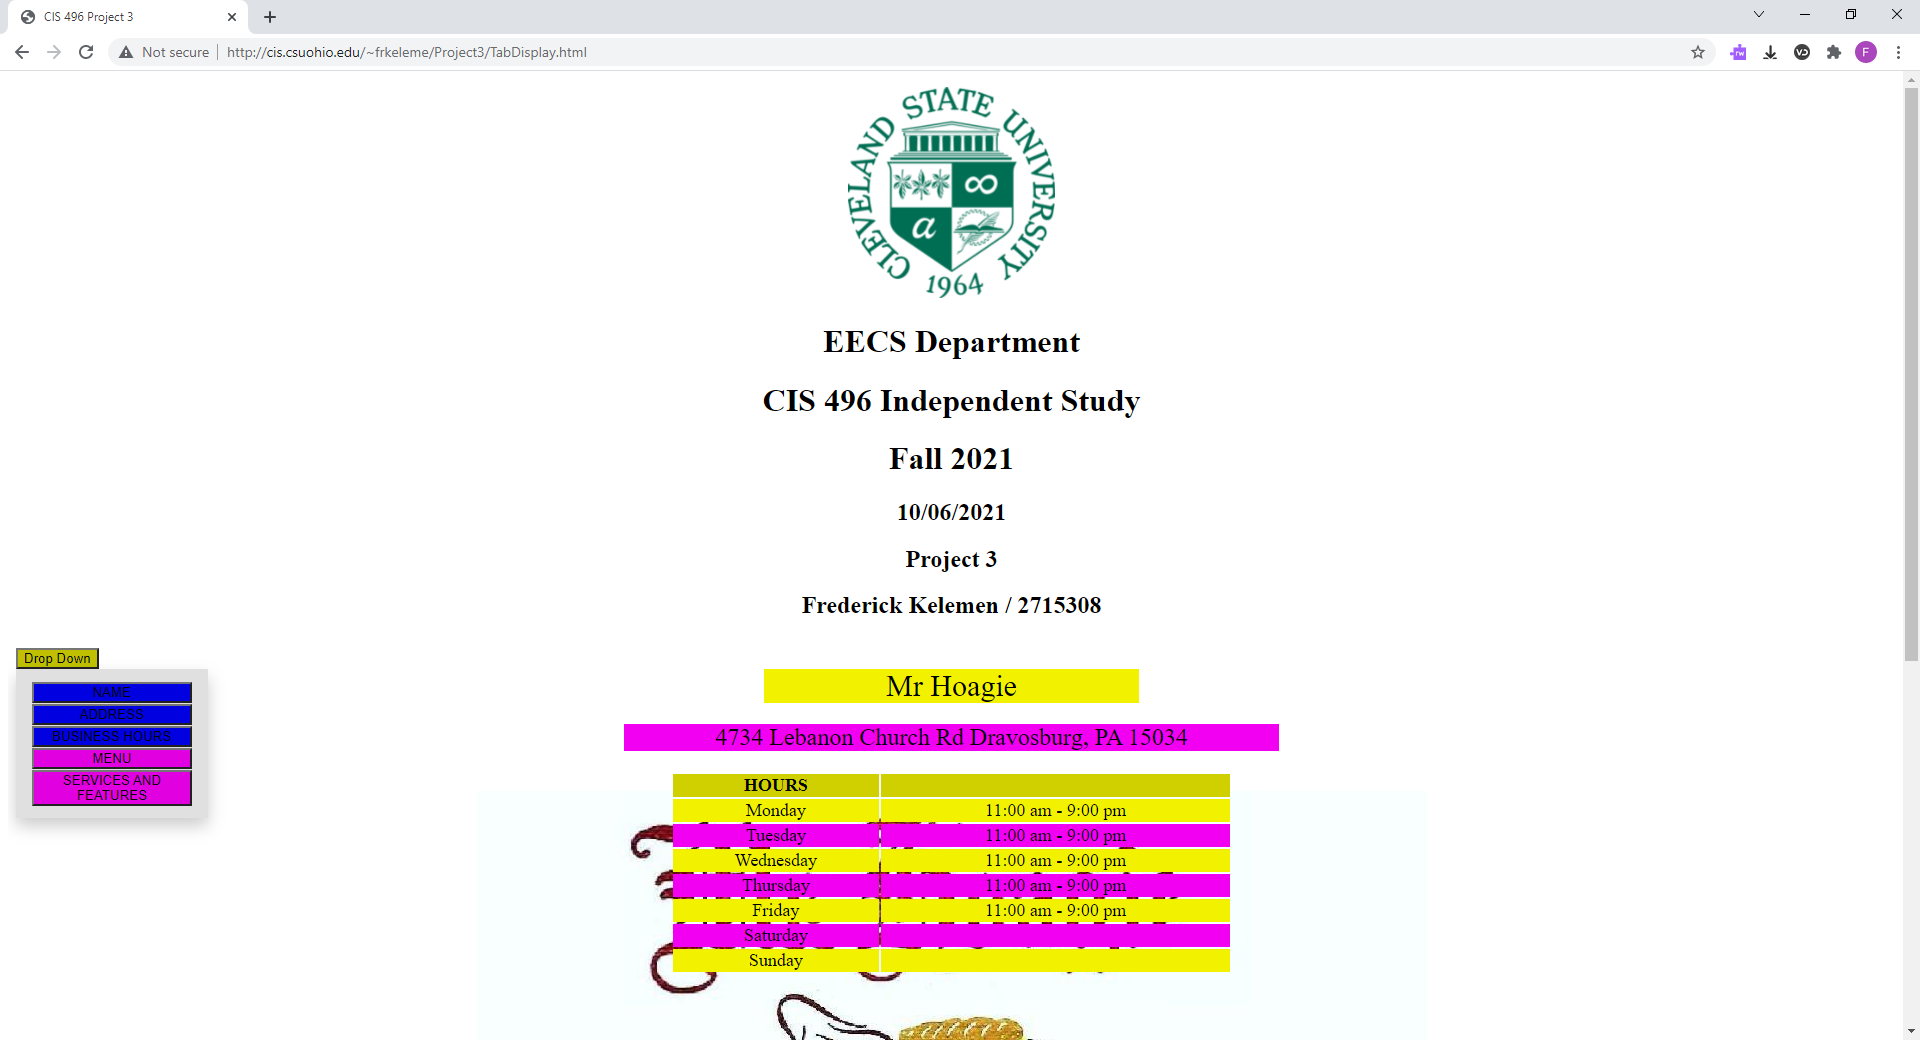 CIS 496 Project 3
Not secure http://cis.csuohio.edu/~frkeleme/Project3/TabDisplay.html
F
CLEVELAND STATE UNIVERSITY
a
1964
EECS Department
CIS 496 Independent Study
Fall 2021
10/06/2021
Project 3
Frederick Kelemen / 2715308
Drop Down
NAME
ADDRESS
BUSINESS HOURS
MENU
SERVICES AND
FEATURES
Mr Hoagie
4734 Lebanon Church Rd Dravosburg, PA 15034
HOURS
Monday 11:00 am - 9:00 pm
Tuesday 11:00 am - 9:00 pm
Wednesday 11:00 am - 9:00 pm
Thursday 11:00 am - 9:00 pm
Friday 11:00 am - 9:00 pm
Saturday
Sunday